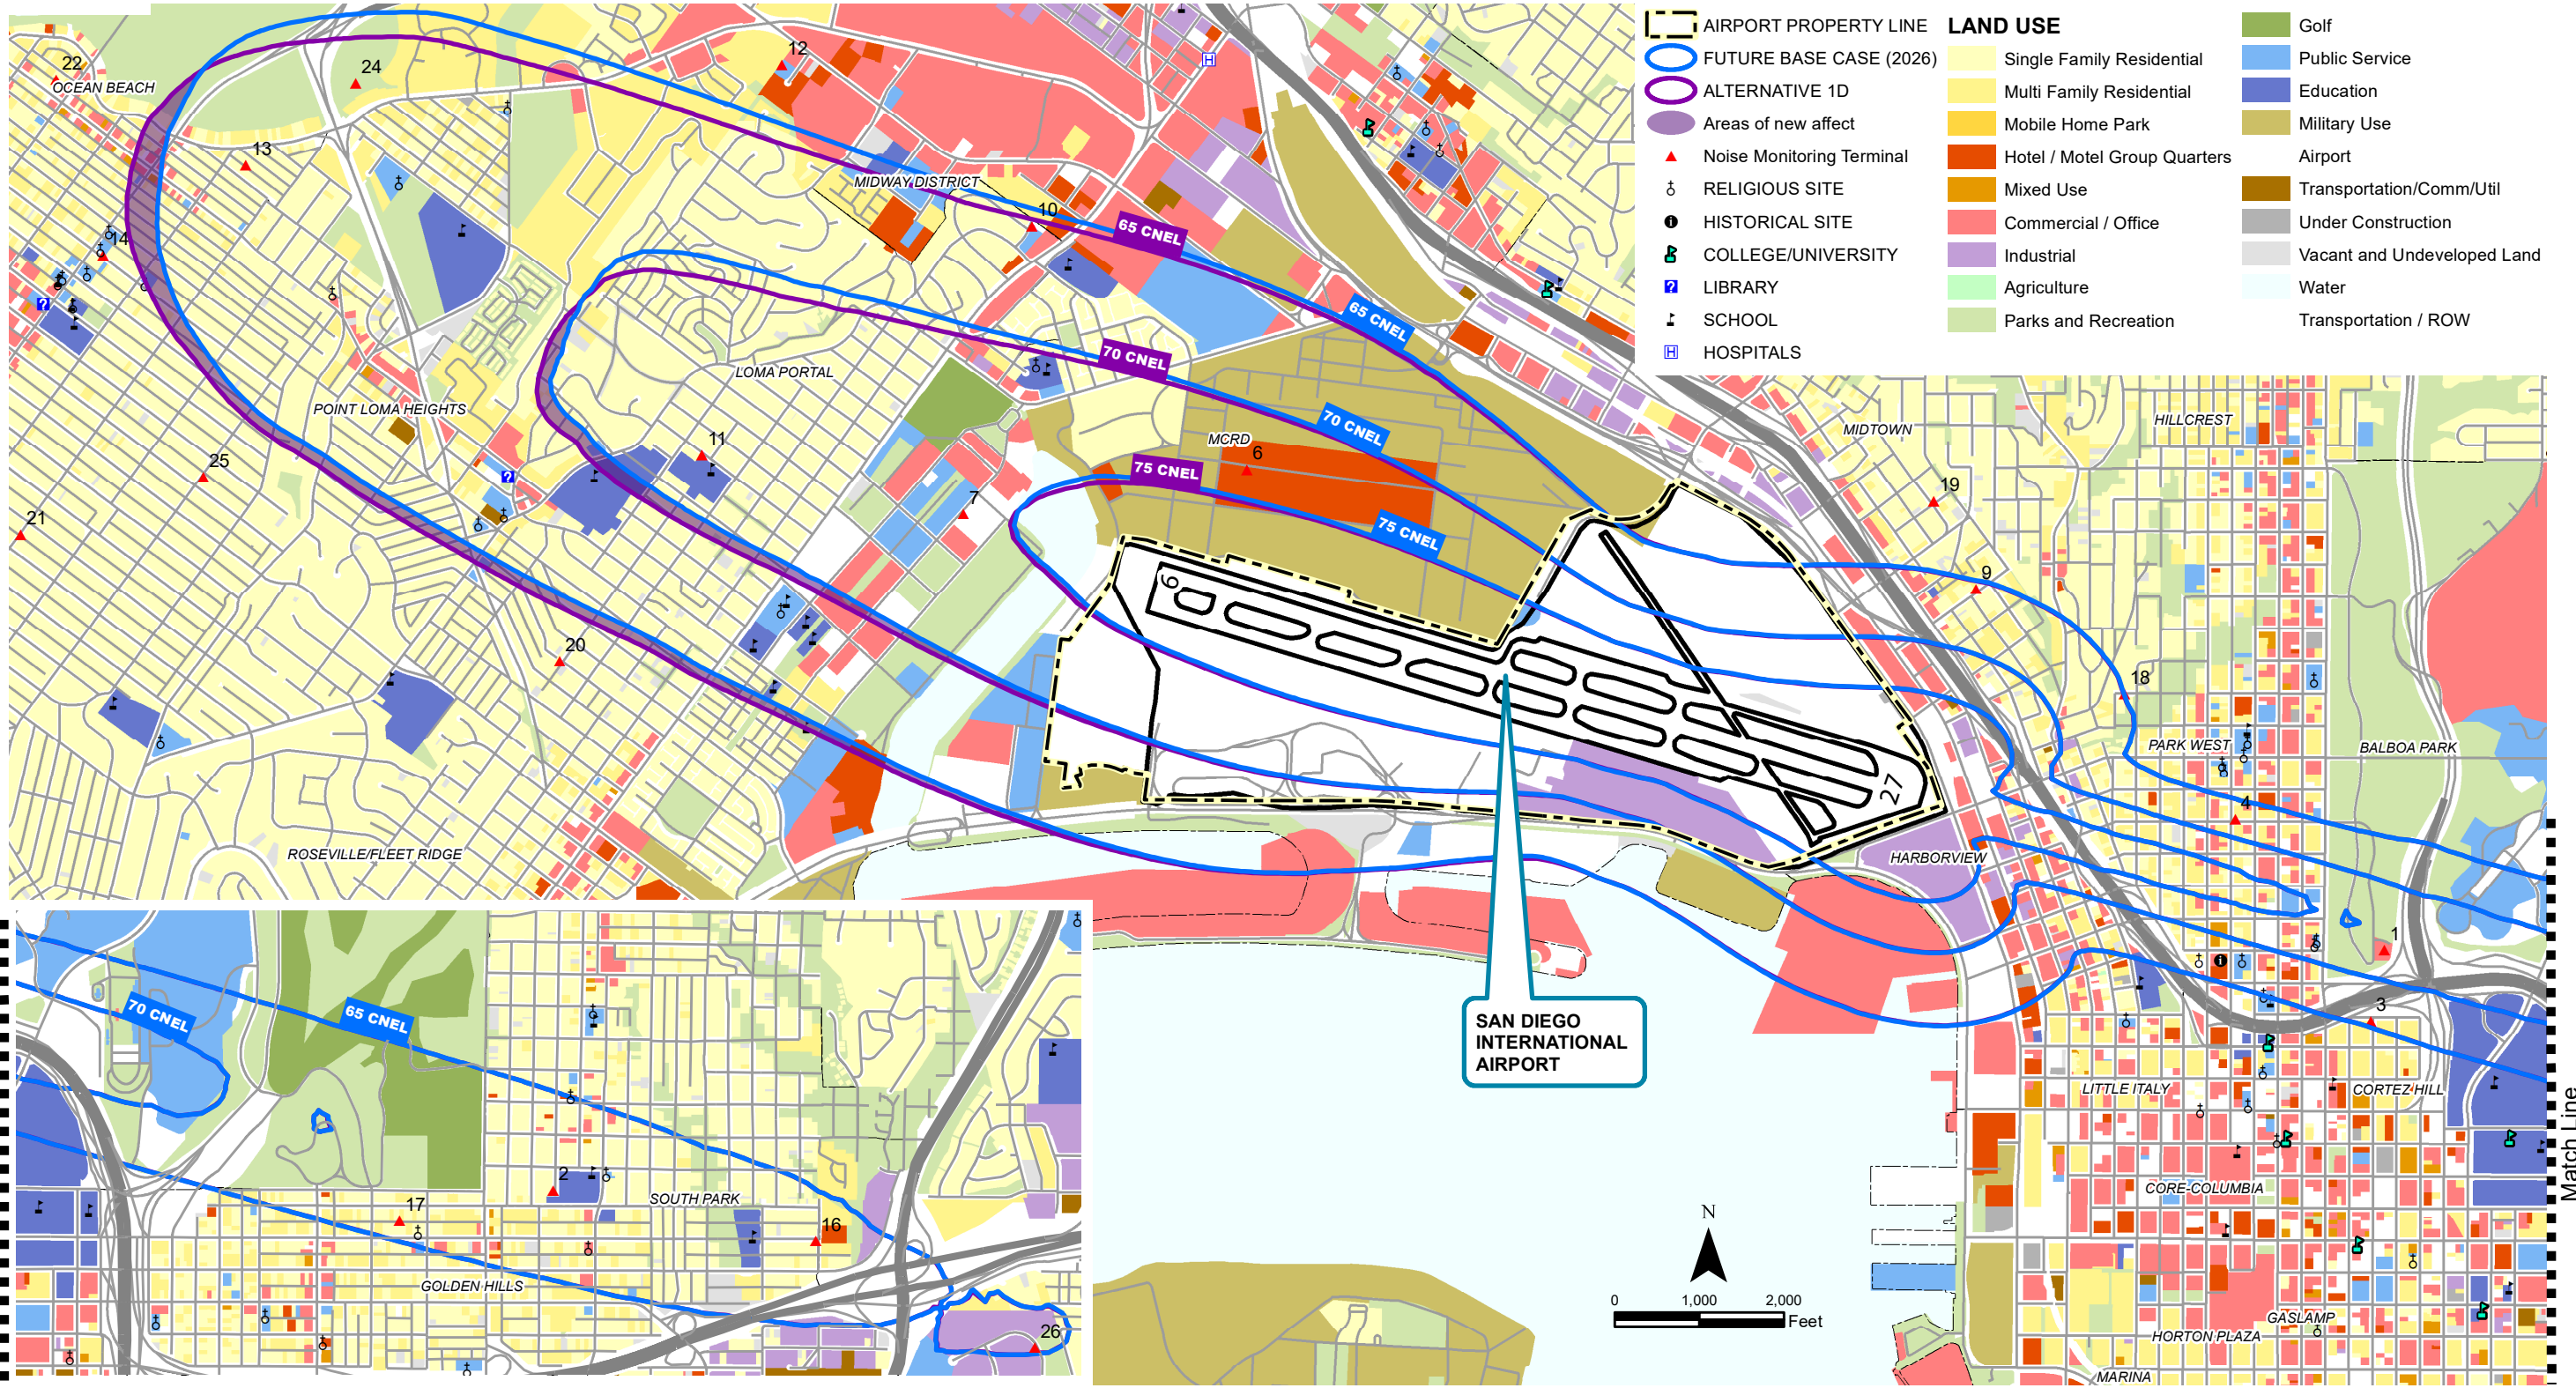 AIRPORT PROPERTY LINE
FUTURE BASE CASE (2026)
ALTERNATIVE 1D
Areas of new affect
Noise Monitoring Terminal
RELIGIOUS SITE
HISTORICAL SITE
COLLEGE/UNIVERSITY
LIBRARY
SCHOOL
HOSPITALS
LAND USE
Single Family Residential
Multi Family Residential
Mobile Home Park
Hotel / Motel Group Quarters
Mixed Use
Commercial / Office
Industrial
Agriculture
Parks and Recreation
Golf
Public Service
Education
Military Use
Airport
Transportation/Comm/Util
Under Construction
Vacant and Undeveloped Land
Water
Transportation / ROW
22
OCEAN BEACH
24
12
13
14
MIDWAY DISTRICT
10
65 CNEL
65 CNEL
70 CNEL
70 CNEL
75 CNEL
75 CNEL
LOMA PORTAL
POINT LOMA HEIGHTS
11
MCRD
6
7
25
21
20
ROSEVILLE/FLEET RIDGE
9
27
MIDTOWN
HILLCREST
19
9
18
PARK WEST
BALBOA PARK
4
HARBORVIEW
1
3
LITTLE ITALY
CORTEZ HILL
CORE-COLUMBIA
GASLAMP
HORTON PLAZA
MARINA
Match Line
SAN DIEGO
INTERNATIONAL
AIRPORT
N
0
1,000
2,000
Feet
70 CNEL
65 CNEL
2
17
SOUTH PARK
16
GOLDEN HILLS
26